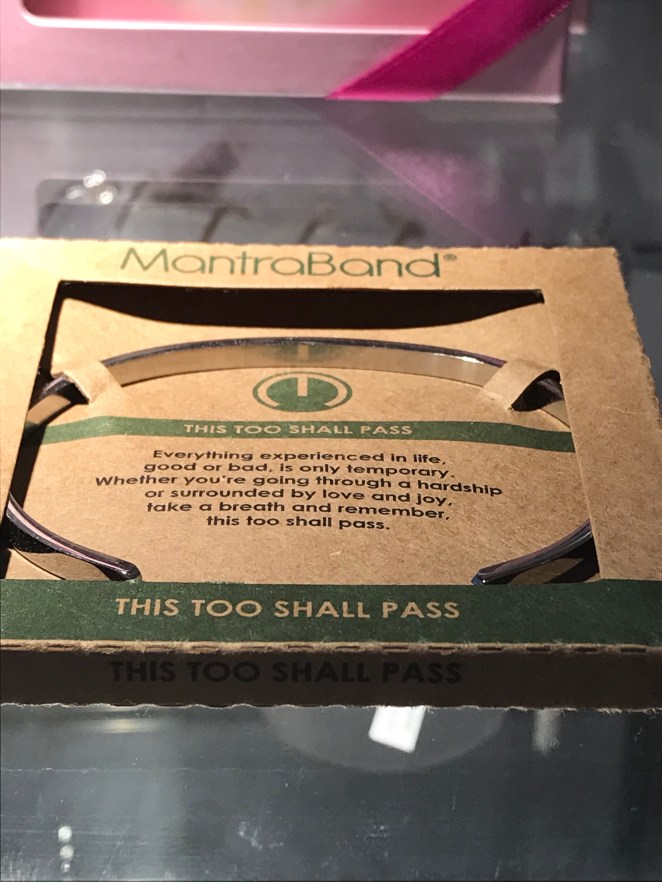 MantraBand®
THIS TOO SHALL PASS
Everything experienced in life,
good or bad, is only temporary.
Whether you're going through a hardship
or surrounded by love and joy,
take a breath and remember,
this too shall pass.
THIS TOO SHALL PASS
THIS TOO SHALL PASS